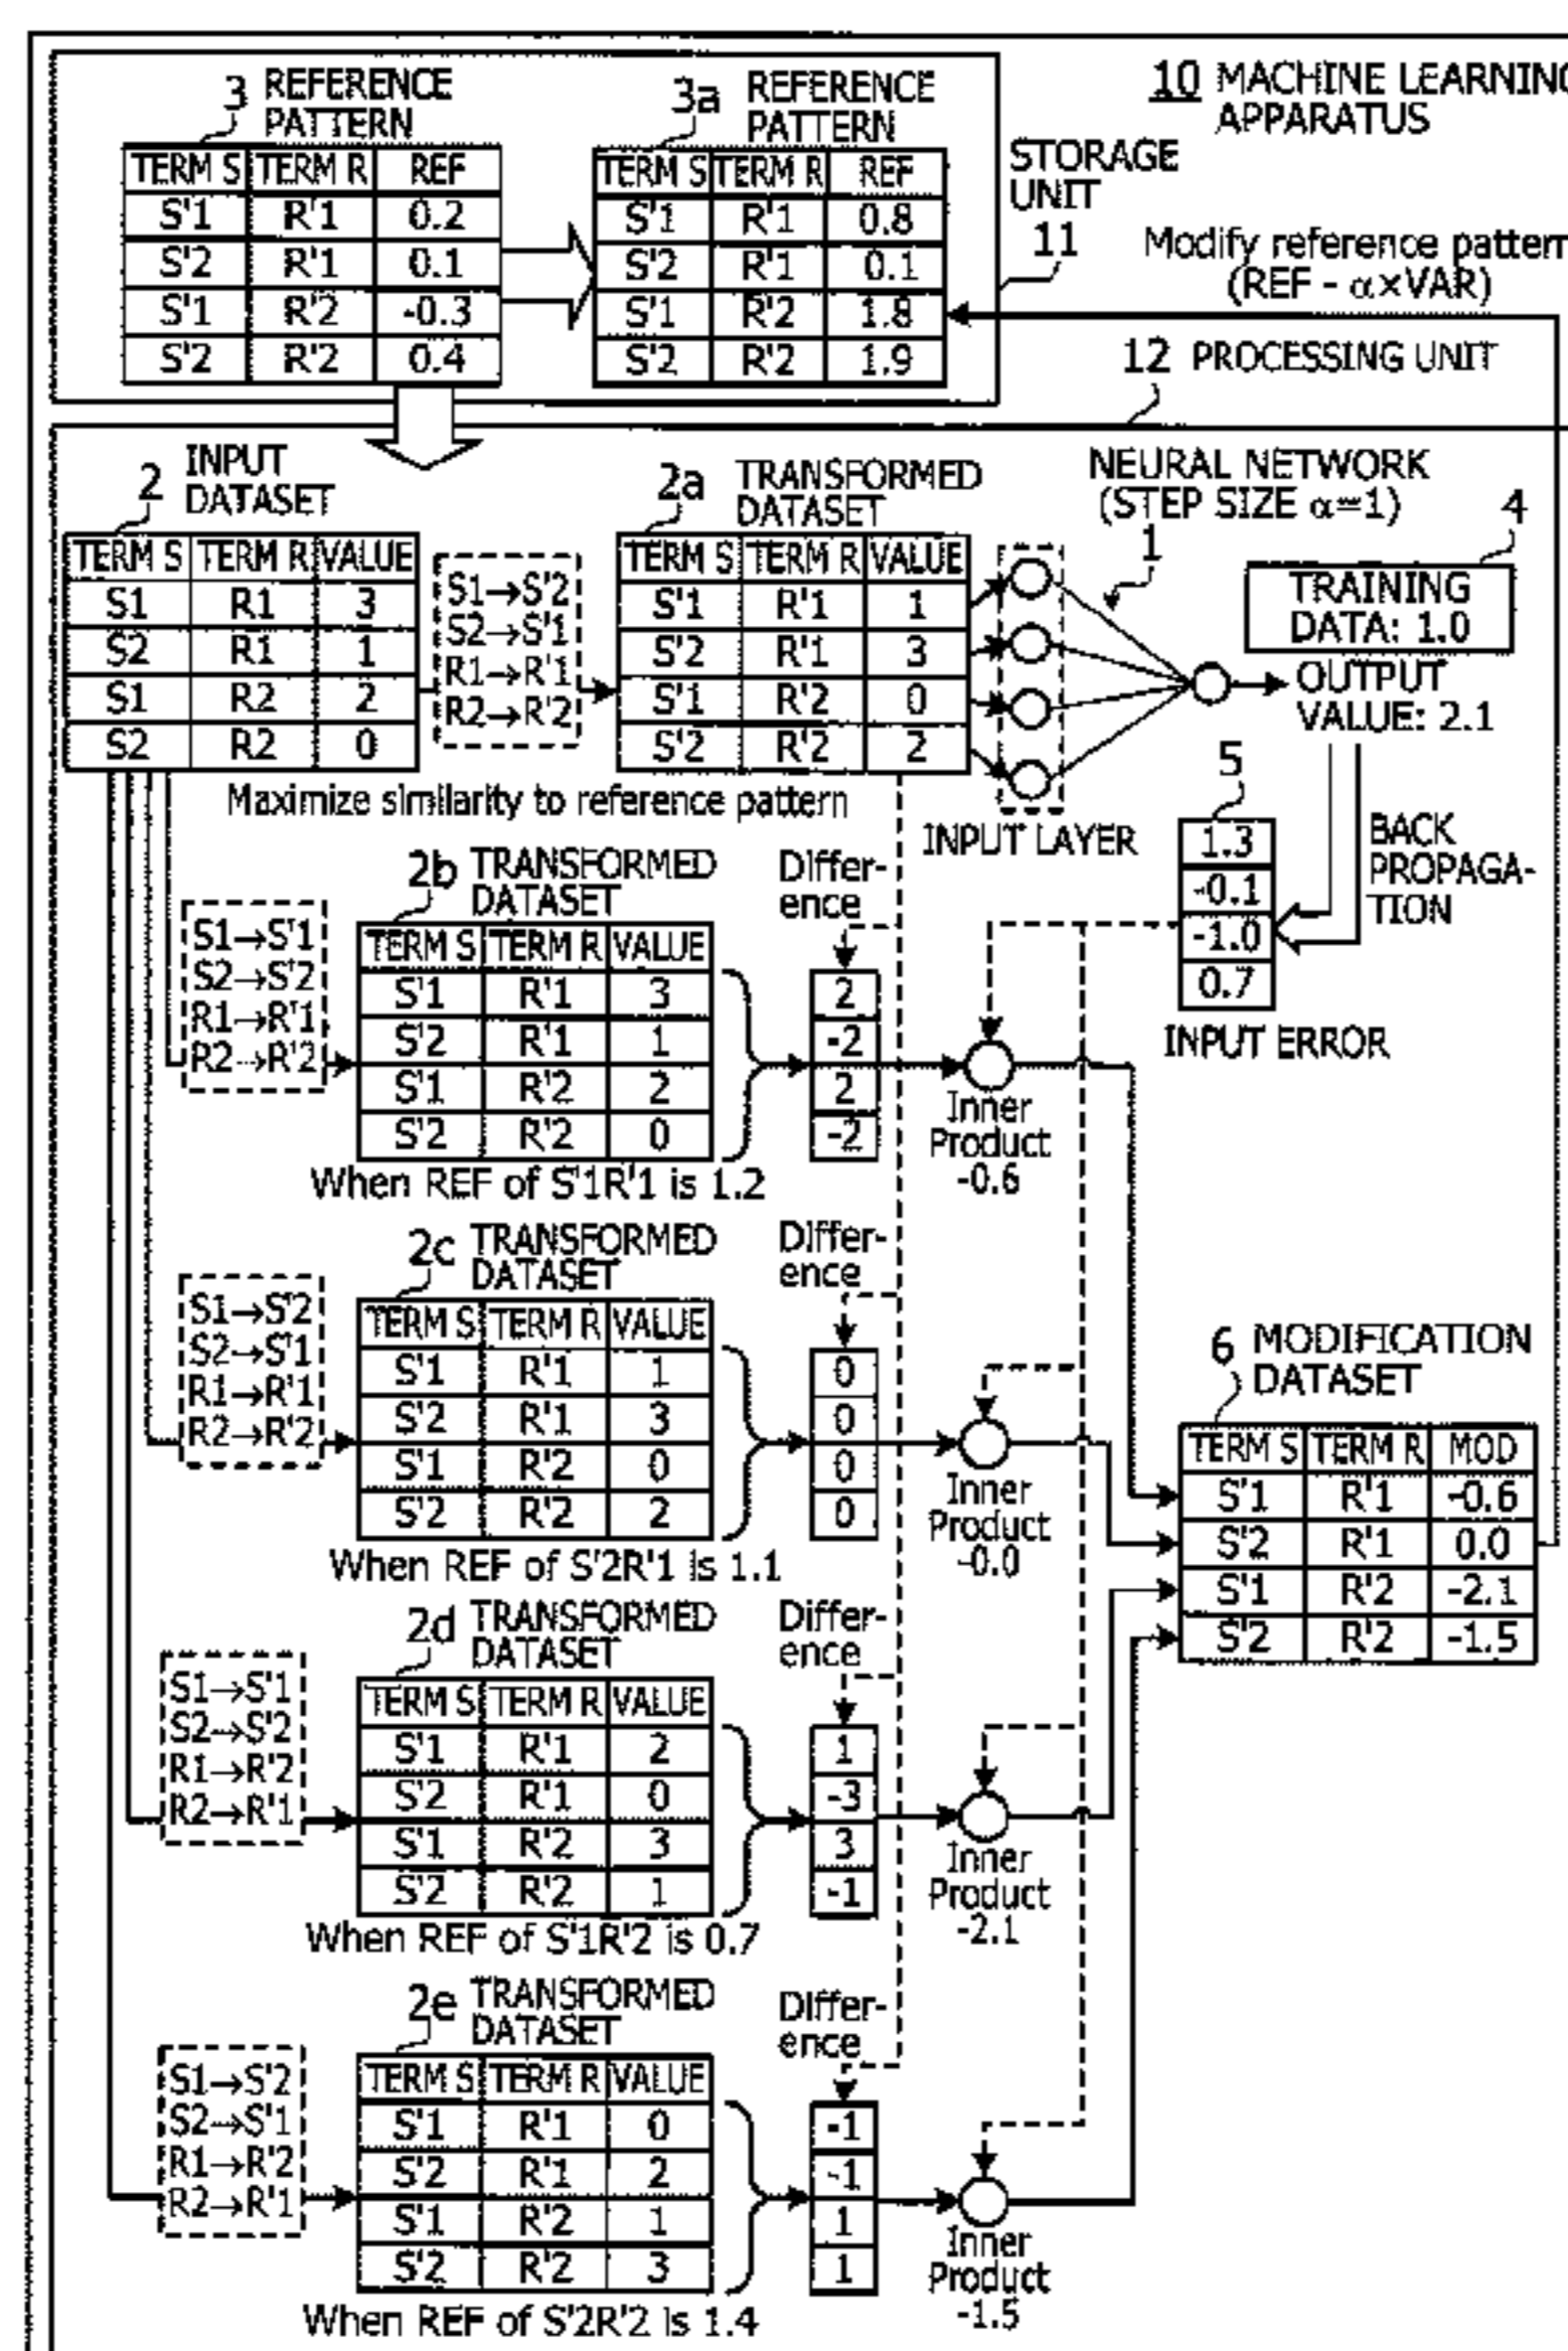 3 REFERENCE
PATTERN
TERM S TERM R REF
S'1 R'1 0.2
S'2 R'1 0.1
S'1 R'2 -0.3
S'2 R'2 0.4
3a REFERENCE
PATTERN
TERM S TERM R REF
S'1 R'1 0.8
S'2 R'1 0.1
S'1 R'2 1.8
S'2 R'2 1.9
10 MACHINE LEARNING
APPARATUS
STORAGE
UNIT
11
Modify reference pattern
(REF - α×VAR)
12 PROCESSING UNIT
2 INPUT
DATASET
TERM S TERM R VALUE
S1 R1 3
S2 R1 1
S1 R2 2
S2 R2 0
S1→S'2
S2→S'1
R1→R'1
R2→R'2
2a TRANSFORMED
DATASET
TERM S TERM R VALUE
S'1 R'1 1
S'2 R'1 3
S'1 R'2 0
S'2 R'2 2
Maximize similarity to reference pattern
NEURAL NETWORK
(STEP SIZE α=1)
1
4
TRAINING
DATA: 1.0
OUTPUT
VALUE: 2.1
INPUT LAYER
5
1.3
-0.1
-1.0
0.7
INPUT ERROR
BACK
PROPAGA-
TION
2b TRANSFORMED
DATASET
S1→S'1
S2→S'2
R1→R'1
R2→R'2
TERM S TERM R VALUE
S'1 R'1 3
S'2 R'1 1
S'1 R'2 2
S'2 R'2 0
When REF of S'1R'1 is 1.2
Differ-
ence
2
-2
2
-2
Inner
Product
-0.6
2c TRANSFORMED
DATASET
S1→S'2
S2→S'1
R1→R'1
R2→R'2
TERM S TERM R VALUE
S'1 R'1 1
S'2 R'1 3
S'1 R'2 0
S'2 R'2 2
When REF of S'2R'1 is 1.1
Differ-
ence
0
0
0
0
Inner
Product
-0.0
6 MODIFICATION
DATASET
TERM S TERM R MOD
S'1 R'1 -0.6
S'2 R'1 0.0
S'1 R'2 -2.1
S'2 R'2 -1.5
2d TRANSFORMED
DATASET
S1→S'1
S2→S'2
R1→R'2
R2→R'1
TERM S TERM R VALUE
S'1 R'1 2
S'2 R'1 0
S'1 R'2 3
S'2 R'2 1
When REF of S'1R'2 is 0.7
Differ-
ence
1
-3
3
-1
Inner
Product
-2.1
2e TRANSFORMED
DATASET
S1→S'2
S2→S'1
R1→R'2
R2→R'1
TERM S TERM R VALUE
S'1 R'1 0
S'2 R'1 2
S'1 R'2 1
S'2 R'2 3
When REF of S'2R'2 is 1.4
Differ-
ence
-1
-1
1
1
Inner
Product
-1.5